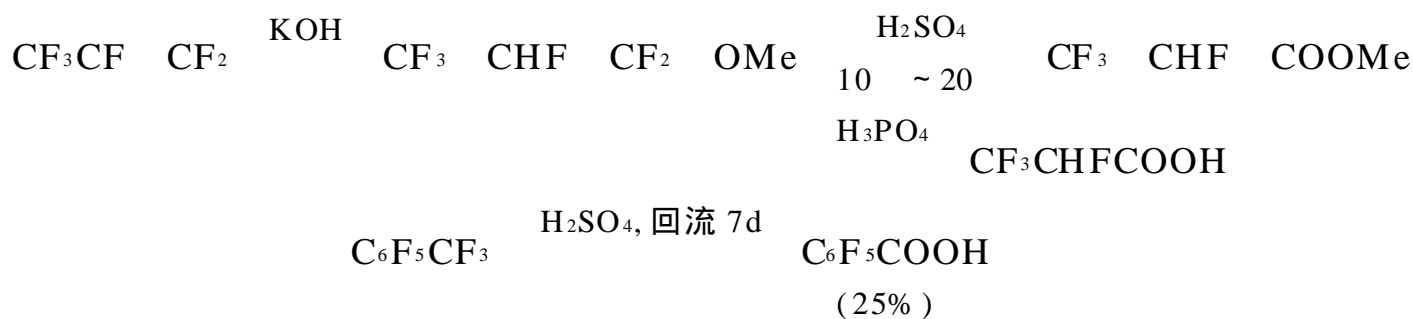 KOH H₂SO₄
CF₃CF CF₂ CF₃ CHF CF₂ OMe CF₃ CHF COOMe
10 ~ 20
H₃PO₄
CF₃CHFCOOH
H₂SO₄, 回流 7d
C₆F₅CF₃ C₆F₅COOH
(25% )